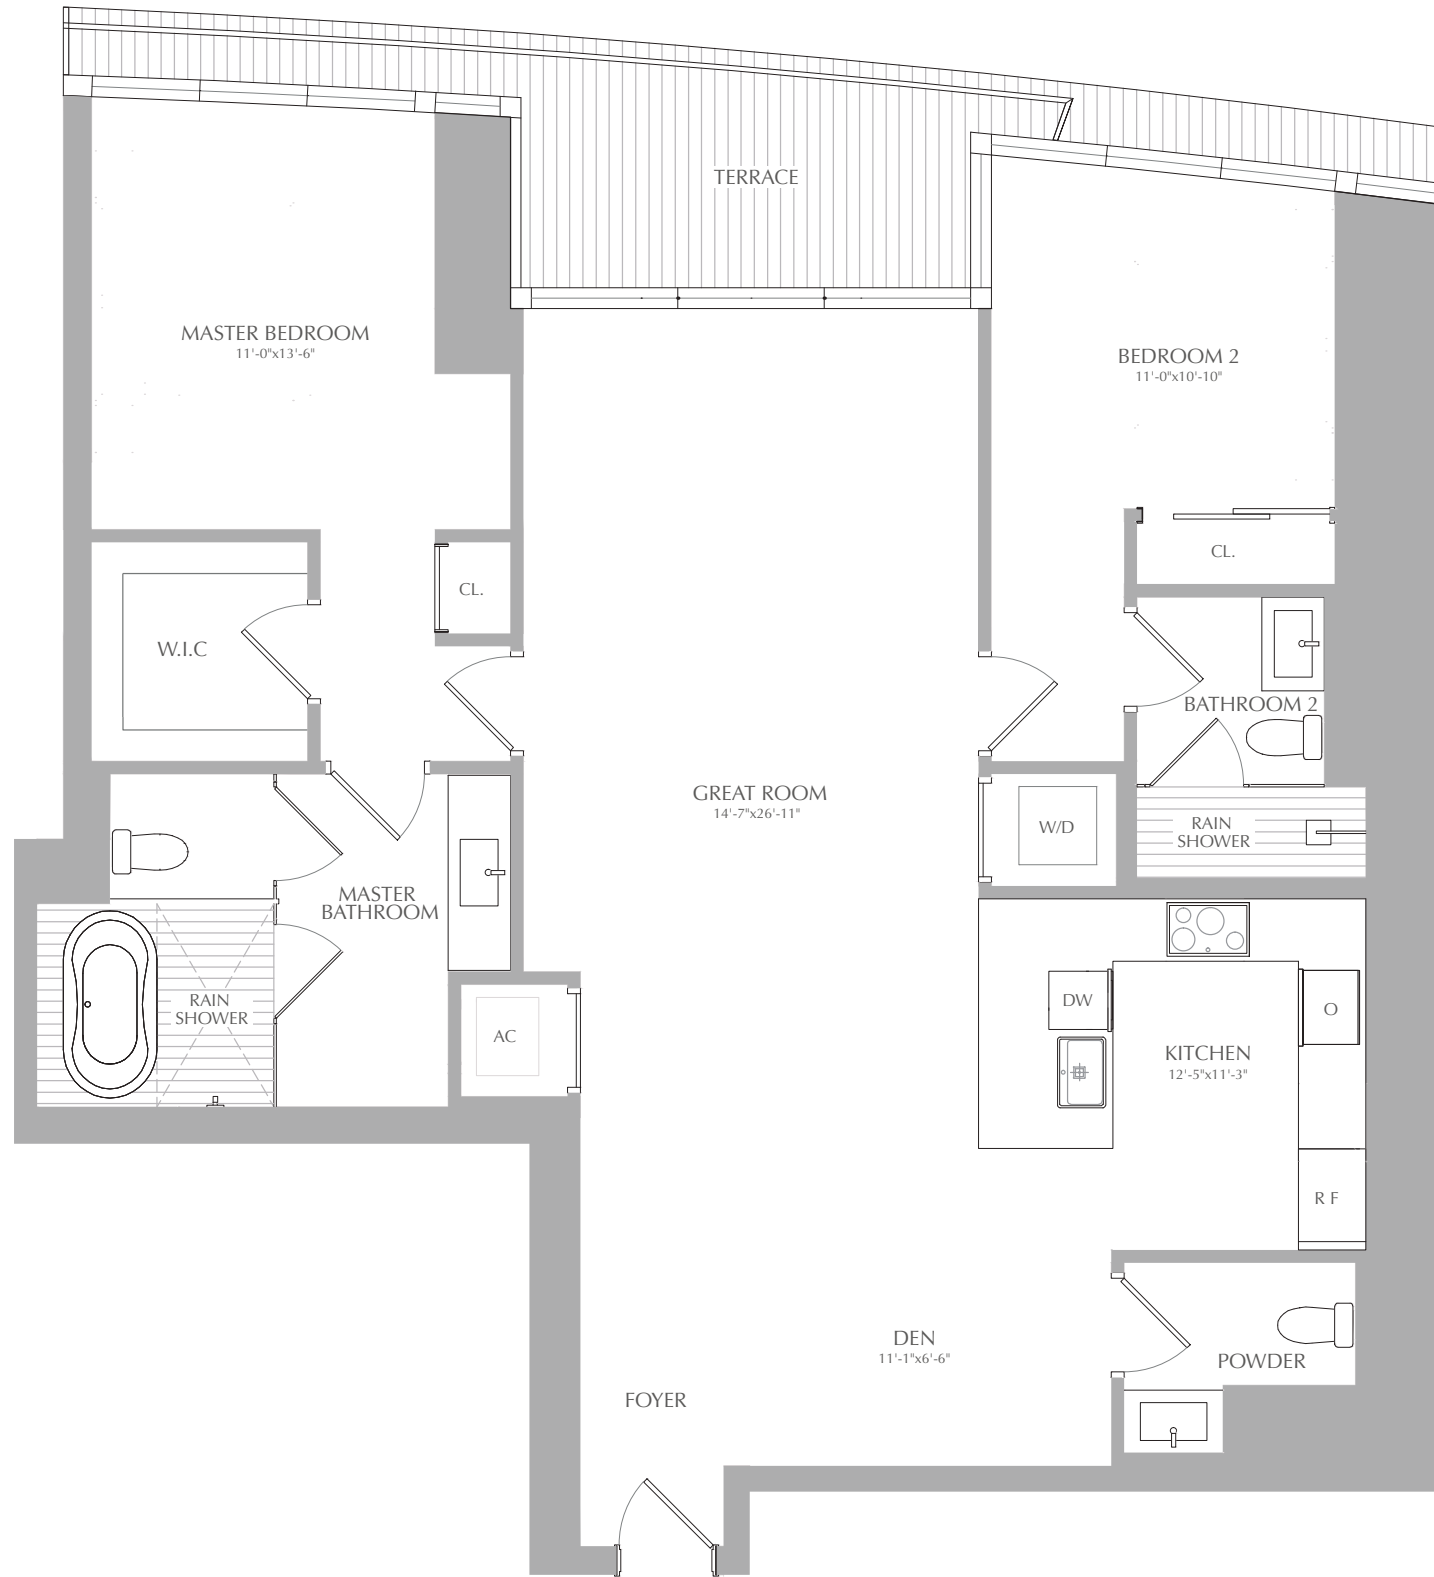 TERRACE
MASTER BEDROOM
11'-0"x13'-6"
BEDROOM 2
11'-0"x10'-10"
CL.
CL.
W.I.C
BATHROOM 2
GREAT ROOM
14'-7"x26'-11"
W/D
RAIN
SHOWER
MASTER
BATHROOM
RAIN
SHOWER
AC
DW
O
KITCHEN
12'-5"x11'-3"
R F
DEN
11'-1"x6'-6"
POWDER
FOYER